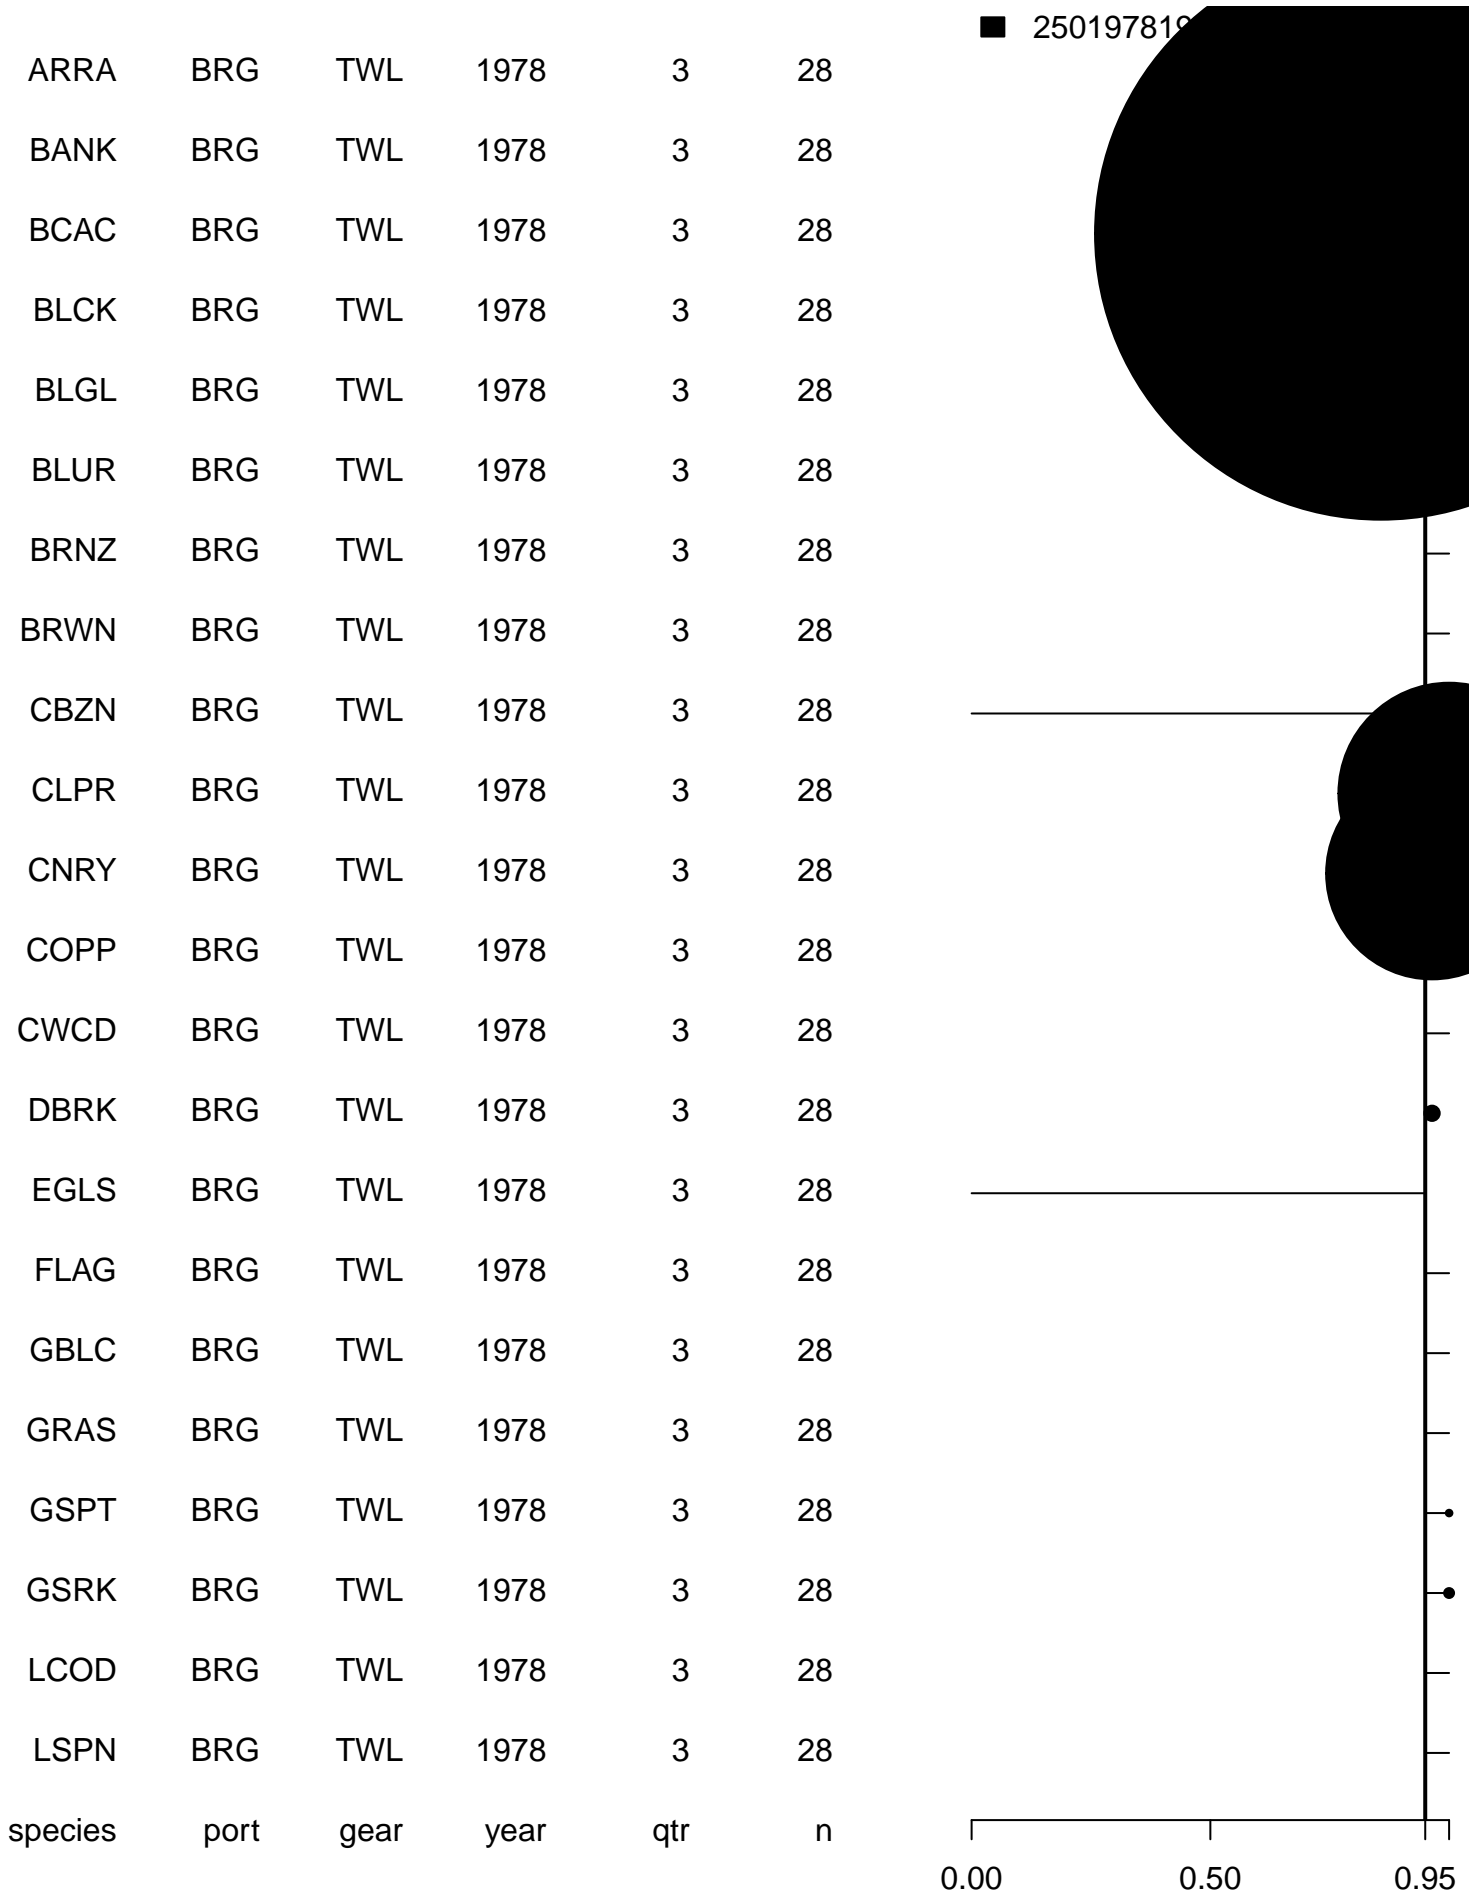 250197819
ARRA BRG TWL 1978 3 28
BANK BRG TWL 1978 3 28
BCAC BRG TWL 1978 3 28
BLCK BRG TWL 1978 3 28
BLGL BRG TWL 1978 3 28
BLUR BRG TWL 1978 3 28
BRNZ BRG TWL 1978 3 28
BRWN BRG TWL 1978 3 28
CBZN BRG TWL 1978 3 28
CLPR BRG TWL 1978 3 28
CNRY BRG TWL 1978 3 28
COPP BRG TWL 1978 3 28
CWCD BRG TWL 1978 3 28
DBRK BRG TWL 1978 3 28
EGLS BRG TWL 1978 3 28
FLAG BRG TWL 1978 3 28
GBLC BRG TWL 1978 3 28
GRAS BRG TWL 1978 3 28
GSPT BRG TWL 1978 3 28
GSRK BRG TWL 1978 3 28
LCOD BRG TWL 1978 3 28
LSPN BRG TWL 1978 3 28
species port gear year qtr n
0.00 0.50 0.95